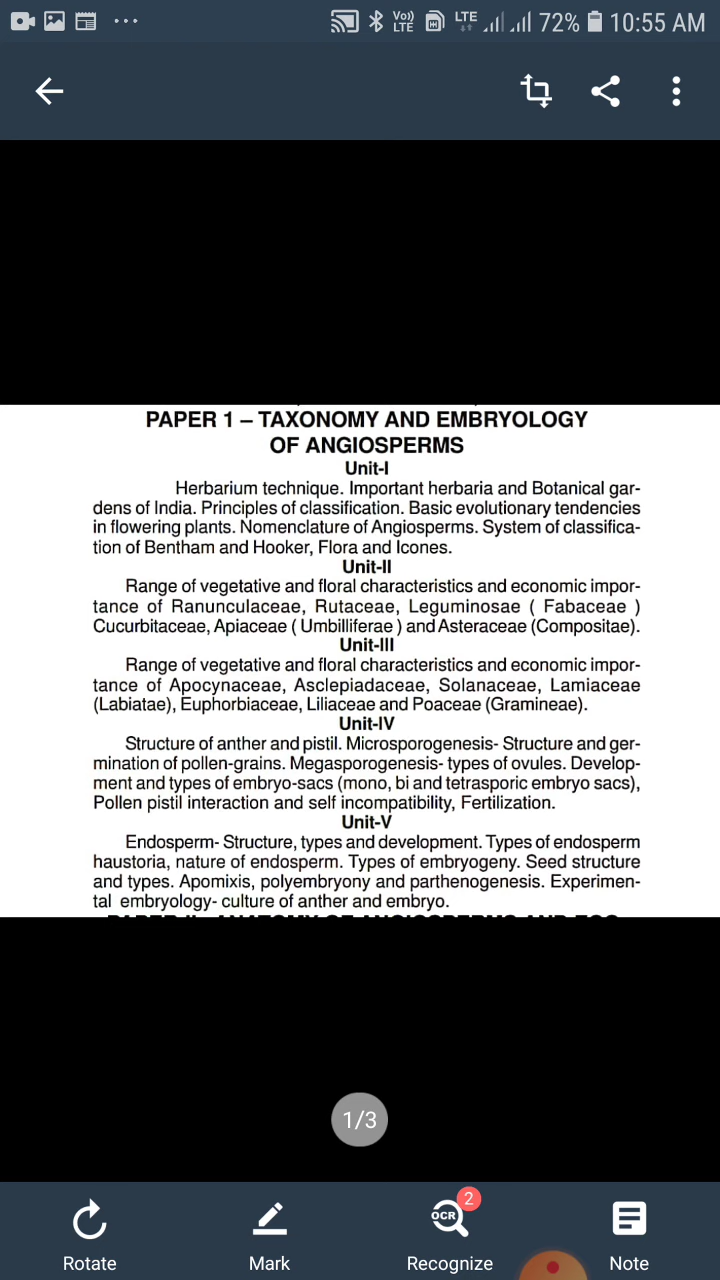 Vo) LTE LTE 72% 10:55 AM
PAPER 1 – TAXONOMY AND EMBRYOLOGY
OF ANGIOSPERMS
Unit-I
Herbarium technique. Important herbaria and Botanical gar-
dens of India. Principles of classification. Basic evolutionary tendencies
in flowering plants. Nomenclature of Angiosperms. System of classifica-
tion of Bentham and Hooker, Flora and Icones.
Unit-II
Range of vegetative and floral characteristics and economic impor-
tance of Ranunculaceae, Rutaceae, Leguminosae ( Fabaceae )
Cucurbitaceae, Apiaceae ( Umbilliferae ) and Asteraceae (Compositae).
Unit-III
Range of vegetative and floral characteristics and economic impor-
tance of Apocynaceae, Asclepiadaceae, Solanaceae, Lamiaceae
(Labiatae), Euphorbiaceae, Liliaceae and Poaceae (Gramineae).
Unit-IV
Structure of anther and pistil. Microsporogenesis- Structure and ger-
mination of pollen-grains. Megasporogenesis- types of ovules. Develop-
ment and types of embryo-sacs (mono, bi and tetrasporic embryo sacs),
Pollen pistil interaction and self incompatibility, Fertilization.
Unit-V
Endosperm- Structure, types and development. Types of endosperm
haustoria, nature of endosperm. Types of embryogeny. Seed structure
and types. Apomixis, polyembryony and parthenogenesis. Experimen-
tal embryology- culture of anther and embryo.
1/3
OCR 2
Rotate Mark Recognize Note